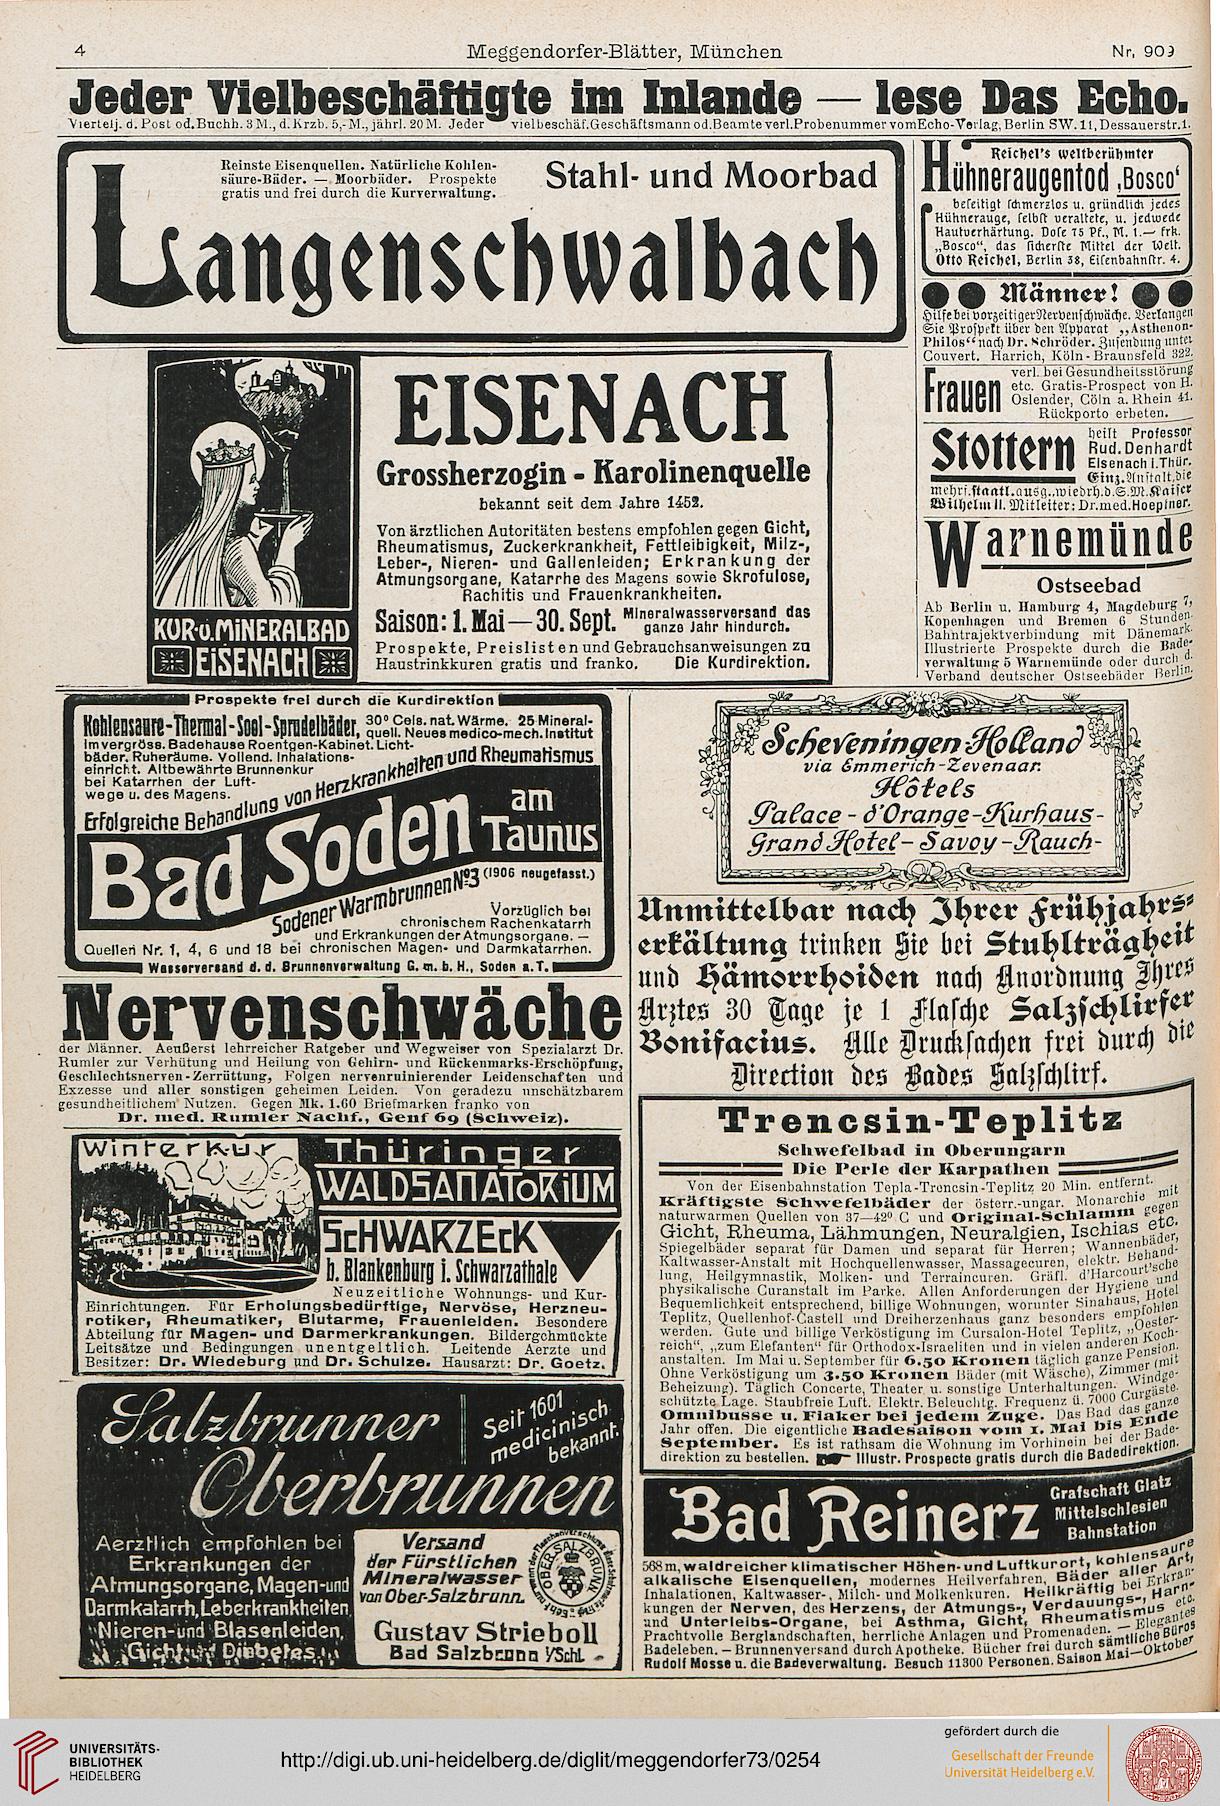 4
Meggendorfer-Blätter, München
Nr. 909
Jeder Vielbeschäftigte im Inlande — lese Das Echo.
Viertelj. d. Post od. Buchh. 3 M., d. Krzb. 5,- M., jährl. 20 M. Jeder vielbeschäf. Geschäftsmann od. Beamte verl. Probenummer vom Echo-Verlag, Berlin SW. 11, Dessauerstr. 1.
Reinste Eisenquellen. Natürliche Kohlen-
säure-Bäder. — Moorbäder. Prospekte
gratis und frei durch die Kurverwaltung.
Stahl- und Moorbad
Langenschwalbach
Reichel's weltberühmter
Hühneraugentod „Bosco“
beseitigt schmerzlos u. gründlich jedes
Hühnerauge, selbst veraltete, u. jedwede
Hautverhärtung. Dose 75 Pf., M. 1.— frk.
„Bosco“, das sicherste Mittel der Welt.
Otto Reichel, Berlin 38, Eisenbahnstr. 4.
Männer!
Hilfe bei vorzeitiger Nervenschwäche. Verlangen
Sie Prospekt über den Apparat „Asthenon-
Philos“ nach Dr. Schröder. Zusendung unter
Couvert. Harrich, Köln-Braunsfeld 322.
Frauen
verl. bei Gesundheitsstörung
etc. Gratis-Prospect von H.
Oslender, Cöln a. Rhein 41.
Rückporto erbeten.
Stottern
heilt Professor
Rud. Denhardt
Eisenach i. Thür.
Einz. Anstalt, die
mehrf. staatl. ausg., wiedrh. d. S. M. Kaiser
Wilhelm II. Mitleiter: Dr. med. Hoepfner.
Warnemünde
Ostseebad
Ab Berlin u. Hamburg 4, Magdeburg 7,
Kopenhagen und Bremen 6 Stunden.
Bahntrajektverbindung mit Dänemark.
Illustrierte Prospekte durch die Bade-
verwaltung 5 Warnemünde oder durch d.
Verband deutscher Ostseebäder Berlin.
KUR- u. MINERALBAD
EISENACH
EISENACH
Grossherzogin - Karolinenquelle
bekannt seit dem Jahre 1452.
Von ärztlichen Autoritäten bestens empfohlen gegen Gicht,
Rheumatismus, Zuckerkrankheit, Fettleibigkeit, Milz-,
Leber-, Nieren- und Gallenleiden; Erkrankung der
Atmungsorgane, Katarrhe des Magens sowie Skrofulose,
Rachitis und Frauenkrankheiten.
Saison: 1. Mai — 30. Sept. Mineralwasserversand das
ganze Jahr hindurch.
Prospekte, Preislisten und Gebrauchsanweisungen zu
Haustrinkkuren gratis und franko. Die Kurdirektion.
Prospekte frei durch die Kurdirektion
Kohlensaure-Thermal-Sool-Sprudelbäder, 30° Cels. nat. Wärme. 25 Mineral-
quell. Neues medico-mech. Institut
Im vergröss. Badehause Roentgen-Kabinet. Licht-
bäder. Ruheräume. Vollend. Inhalations-
einricht. Altbewährte Brunnenkur
bei Katarrhen der Luft-
wege u. des Magens.
Erfolgreiche Behandlung von Herzkrankheiten und Rheumatismus
Bad Soden am Taunus
Sodener Warmbrunnen Nº 3 (1906 neugefasst.)
Vorzüglich bei
chronischem Rachenkatarrh
und Erkrankungen der Atmungsorgane. —
Quellen Nr. 1, 4, 6 und 18 bei chronischen Magen- und Darmkatarrhen.
Wasserversand d. d. Brunnenverwaltung G. m. b. H., Soden a. T.
Scheveningen-Holland
via Emmerich-Zevenaar.
Hôtels
Palace - d'Orange - Kurhaus -
Grand Hotel - Savoy - Rauch -
Unmittelbar nach Ihrer Frühjahrs-
erkältung trinken Sie bei Stuhlträgheit
und Hämorrhoiden nach Anordnung Ihres
Arztes 30 Tage je 1 Flasche Salzschlirfer
Bonifacius. Alle Drucksachen frei durch die
Direction des Bades Salzschlirf.
Nervenschwäche
der Männer. Aeußerst lehrreicher Ratgeber und Wegweiser von Spezialarzt Dr.
Rumler zur Verhütung und Heilung von Gehirn- und Rückenmarks-Erschöpfung,
Geschlechtsnerven-Zerrüttung, Folgen nervenruinierender Leidenschaften und
Exzesse und aller sonstigen geheimen Leiden. Von geradezu unschätzbarem
gesundheitlichem Nutzen. Gegen Mk. 1.60 Briefmarken franko von
Dr. med. Rumler Nachf., Genf 69 (Schweiz).
Winterkur
Thüringer
WALDSANATORIUM
SCHWARZECK
b. Blankenburg i. Schwarzathale
Neuzeitliche Wohnungs- und Kur-
Einrichtungen. Für Erholungsbedürftige, Nervöse, Herzneu-
rotiker, Rheumatiker, Blutarme, Frauenleiden. Besondere
Abteilung für Magen- und Darmerkrankungen. Bildergchmückte
Leitsätze und Bedingungen unentgeltlich. Leitende Aerzte und
Besitzer: Dr. Wiedeburg und Dr. Schulze. Hausarzt: Dr. Goetz.
Trencsin-Teplitz
Schwefelbad in Oberungarn
Die Perle der Karpathen
Von der Eisenbahnstation Tepla-Trencsin-Teplitz 20 Min. entfernt.
Kräftigste Schwefelbäder der österr.-ungar. Monarchie mit
naturwarmen Quellen von 37—42° C und Original-Schlamm gegen
Gicht, Rheuma, Lähmungen, Neuralgien, Ischias etc.
Spiegelbäder separat für Damen und separat für Herren; Wannenbäder,
Kaltwasser-Anstalt mit Hochquellenwasser, Massagecuren, elektr. Behand-
lung, Heilgymnastik, Molken- und Terraincuren. Gräfl. d'Harcourt'sche
physikalische Curanstalt im Parke. Allen Anforderungen der Hygiene und
Bequemlichkeit entsprechend, billige Wohnungen, worunter Sinahaus, Hotel
Teplitz, Quellenhof-Castell und Dreiherzenhaus ganz besonders empfohlen
werden. Gute und billige Verköstigung im Cursalon-Hotel Teplitz, „Oester-
reich“, „zum Elefanten“ für Orthodox-Israeliten und in vielen anderen Koch-
anstalten. Im Mai u. September für 6.50 Kronen täglich ganze Pension.
Ohne Verköstigung um 3.50 Kronen Bäder (mit Wäsche), Zimmer (mit
Beheizung). Täglich Concerte, Theater u. sonstige Unterhaltungen. Windge-
schützte Lage. Staubfreie Luft. Elektr. Beleuchtg. Frequenz ü. 7000 Curgäste.
Omnibusse u. Fiaker bei jedem Zuge. Das Bad das ganze
Jahr offen. Die eigentliche Badesaison vom 1. Mai bis Ende
September. Es ist rathsam die Wohnung im Vorhinein bei der Bade-
direktion zu bestellen. Illustr. Prospecte gratis durch die Badedirektion.
Salzbrunner
Oberbrunnen
Seit 1601
medicinisch
bekannt.
Aerztlich empfohlen bei
Erkrankungen der
Atmungsorgane, Magen- und
Darmkatarrh, Leberkrankheiten,
Nieren- und Blasenleiden,
Gicht und Diabetes.
Versand
der Fürstlichen
Mineralwasser
von Ober-Salzbrunn.
OBER-SALZBRUNN
Gustav Strieboll
Bad Salzbrunn i/Schl.
Bad Reinerz
Grafschaft Glatz
Mittelschlesien
Bahnstation
568 m, waldreicher klimatischer Höhen- und Luftkurort, kohlensaure
alkalische Eisenquellen, modernes Heilverfahren, Bäder aller Art,
Inhalationen, Kaltwasser-, Milch- und Molkenkuren. Heilkräftig bei Erkran-
kungen der Nerven, des Herzens, der Atmungs-, Verdauungs-, Harn-
und Unterleibs-Organe, bei Asthma, Gicht, Rheumatismus etc.
Prachtvolle Berglandschaften, herrliche Anlagen und Promenaden. — Elegantes
Badeleben. — Brunnenversand durch Apotheke. Bücher frei durch sämtliche Büros
Rudolf Mosse u. die Badeverwaltung. Besuch 11300 Personen. Saison Mai—Oktober
UNIVERSITÄTS-
BIBLIOTHEK
HEIDELBERG
http://digi.ub.uni-heidelberg.de/diglit/meggendorfer73/0254
gefördert durch die
Gesellschaft der Freunde
Universität Heidelberg e.V.